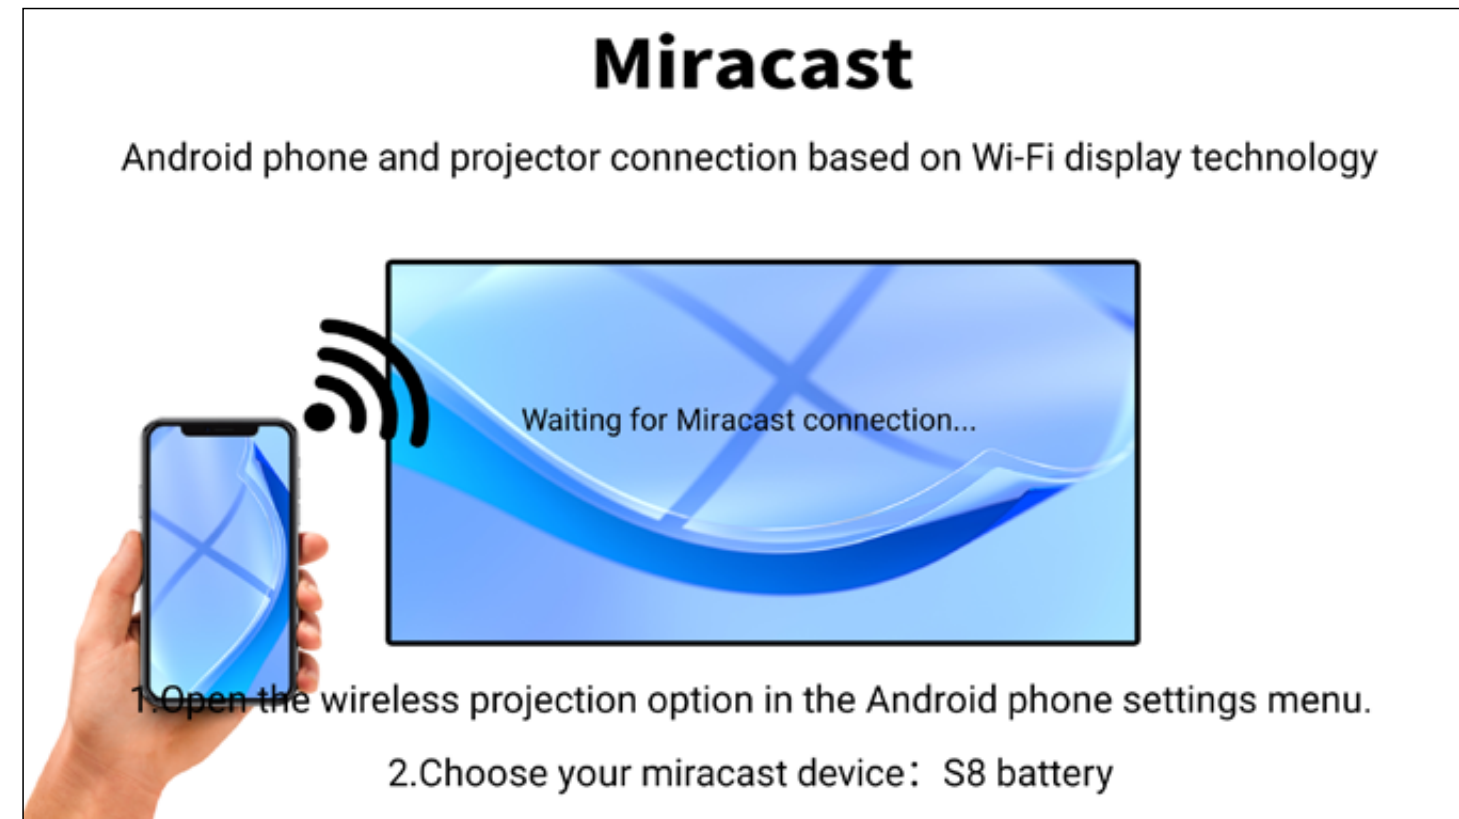 Miracast
Android phone and projector connection based on Wi-Fi display technology
Waiting for Miracast connection...
1.Open the wireless projection option in the Android phone settings menu.
2.Choose your miracast device：S8 battery